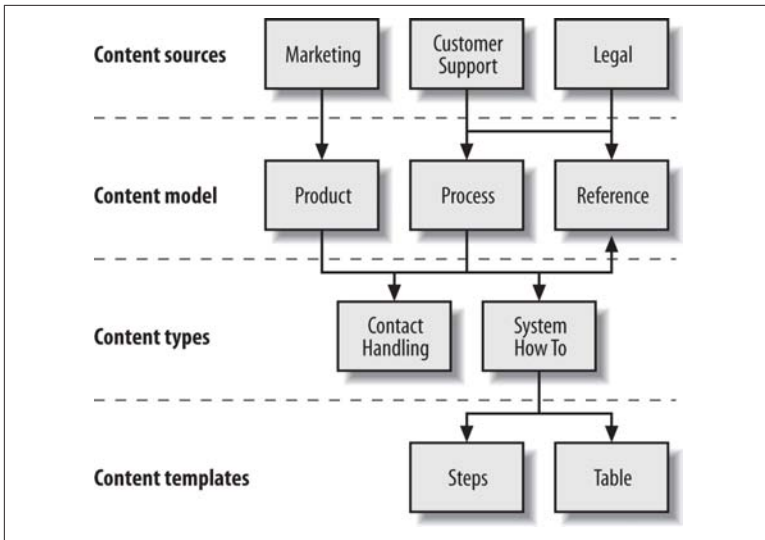 Content sources
Marketing
Customer
Support
Legal
Content model
Product
Process
Reference
Content types
Contact
Handling
System
How To
Content templates
Steps
Table